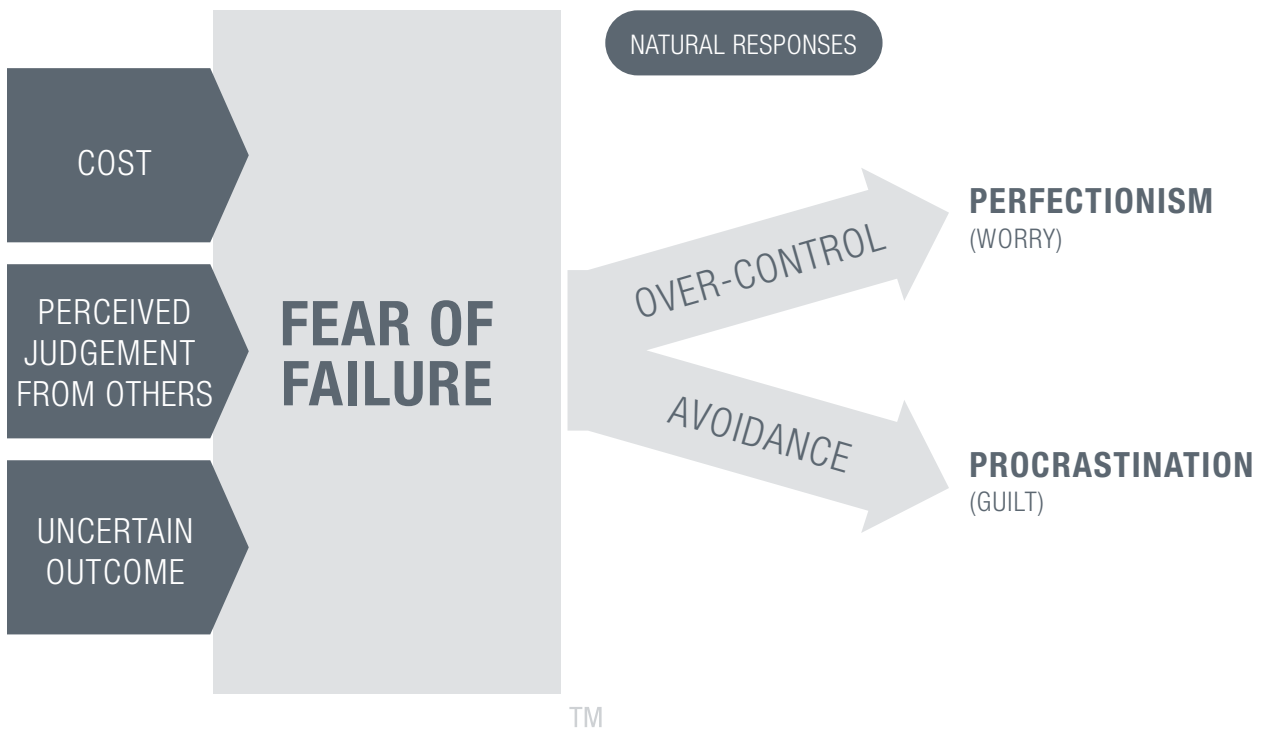 NATURAL RESPONSES
COST
PERCEIVED
JUDGEMENT
FROM OTHERS
UNCERTAIN
OUTCOME
FEAR OF
FAILURE
OVER-CONTROL
PERFECTIONISM
(WORRY)
AVOIDANCE
PROCRASTINATION
(GUILT)
TM